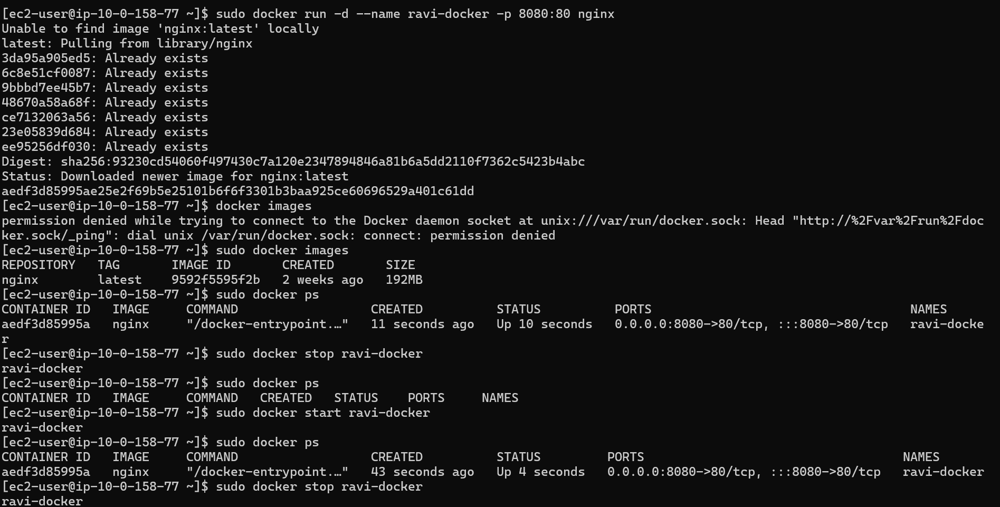 [ec2-user@ip-10-0-158-77 ~]$ sudo docker run -d --name ravi-docker -p 8080:80 nginx
Unable to find image 'nginx:latest' locally
latest: Pulling from library/nginx
3da95a905ed5: Already exists
6c8e51cf0087: Already exists
9bbbd7ee45b7: Already exists
48670a58a68f: Already exists
ce7132063a56: Already exists
23e05839d684: Already exists
ee95256df030: Already exists
Digest: sha256:93230cd54060f497430c7a120e2347894846a81b6a5dd2110f7362c5423b4abc
Status: Downloaded newer image for nginx:latest
aedf3d85995ae25e2f69b5e25101b6f6f3301b3baa925ce60696529a401c61dd
[ec2-user@ip-10-0-158-77 ~]$ docker images
permission denied while trying to connect to the Docker daemon socket at unix:///var/run/docker.sock: Head "http://%2Fvar%2Frun%2Fdoc
ker.sock/_ping": dial unix /var/run/docker.sock: connect: permission denied
[ec2-user@ip-10-0-158-77 ~]$ sudo docker images
REPOSITORY   TAG       IMAGE ID       CREATED       SIZE
nginx        latest    9592f5595f2b   2 weeks ago   192MB
[ec2-user@ip-10-0-158-77 ~]$ sudo docker ps
CONTAINER ID   IMAGE     COMMAND                  CREATED          STATUS          PORTS                                   NAMES
aedf3d85995a   nginx     "/docker-entrypoint.…"   11 seconds ago   Up 10 seconds   0.0.0.0:8080->80/tcp, :::8080->80/tcp   ravi-docke
r
[ec2-user@ip-10-0-158-77 ~]$ sudo docker stop ravi-docker
ravi-docker
[ec2-user@ip-10-0-158-77 ~]$ sudo docker ps
CONTAINER ID   IMAGE     COMMAND   CREATED   STATUS    PORTS     NAMES
[ec2-user@ip-10-0-158-77 ~]$ sudo docker start ravi-docker
ravi-docker
[ec2-user@ip-10-0-158-77 ~]$ sudo docker ps
CONTAINER ID   IMAGE     COMMAND                  CREATED          STATUS         PORTS                                   NAMES
aedf3d85995a   nginx     "/docker-entrypoint.…"   43 seconds ago   Up 4 seconds   0.0.0.0:8080->80/tcp, :::8080->80/tcp   ravi-docker
[ec2-user@ip-10-0-158-77 ~]$ sudo docker stop ravi-docker
ravi-docker